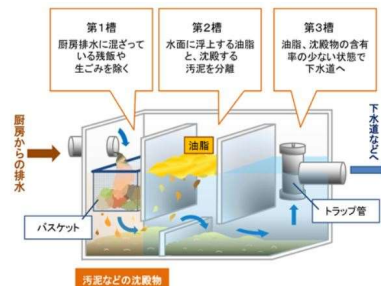 第1槽
厨房排水に混ざって
いる残飯や
生ごみを除く
第2槽
水面に浮上する油脂
と、沈殿する
汚泥を分離
第3槽
油脂、沈殿物の含有
率の少ない状態で
下水道へ
厨房からの排水
油脂
下水道などへ
バスケット
トラップ管
汚泥などの沈殿物